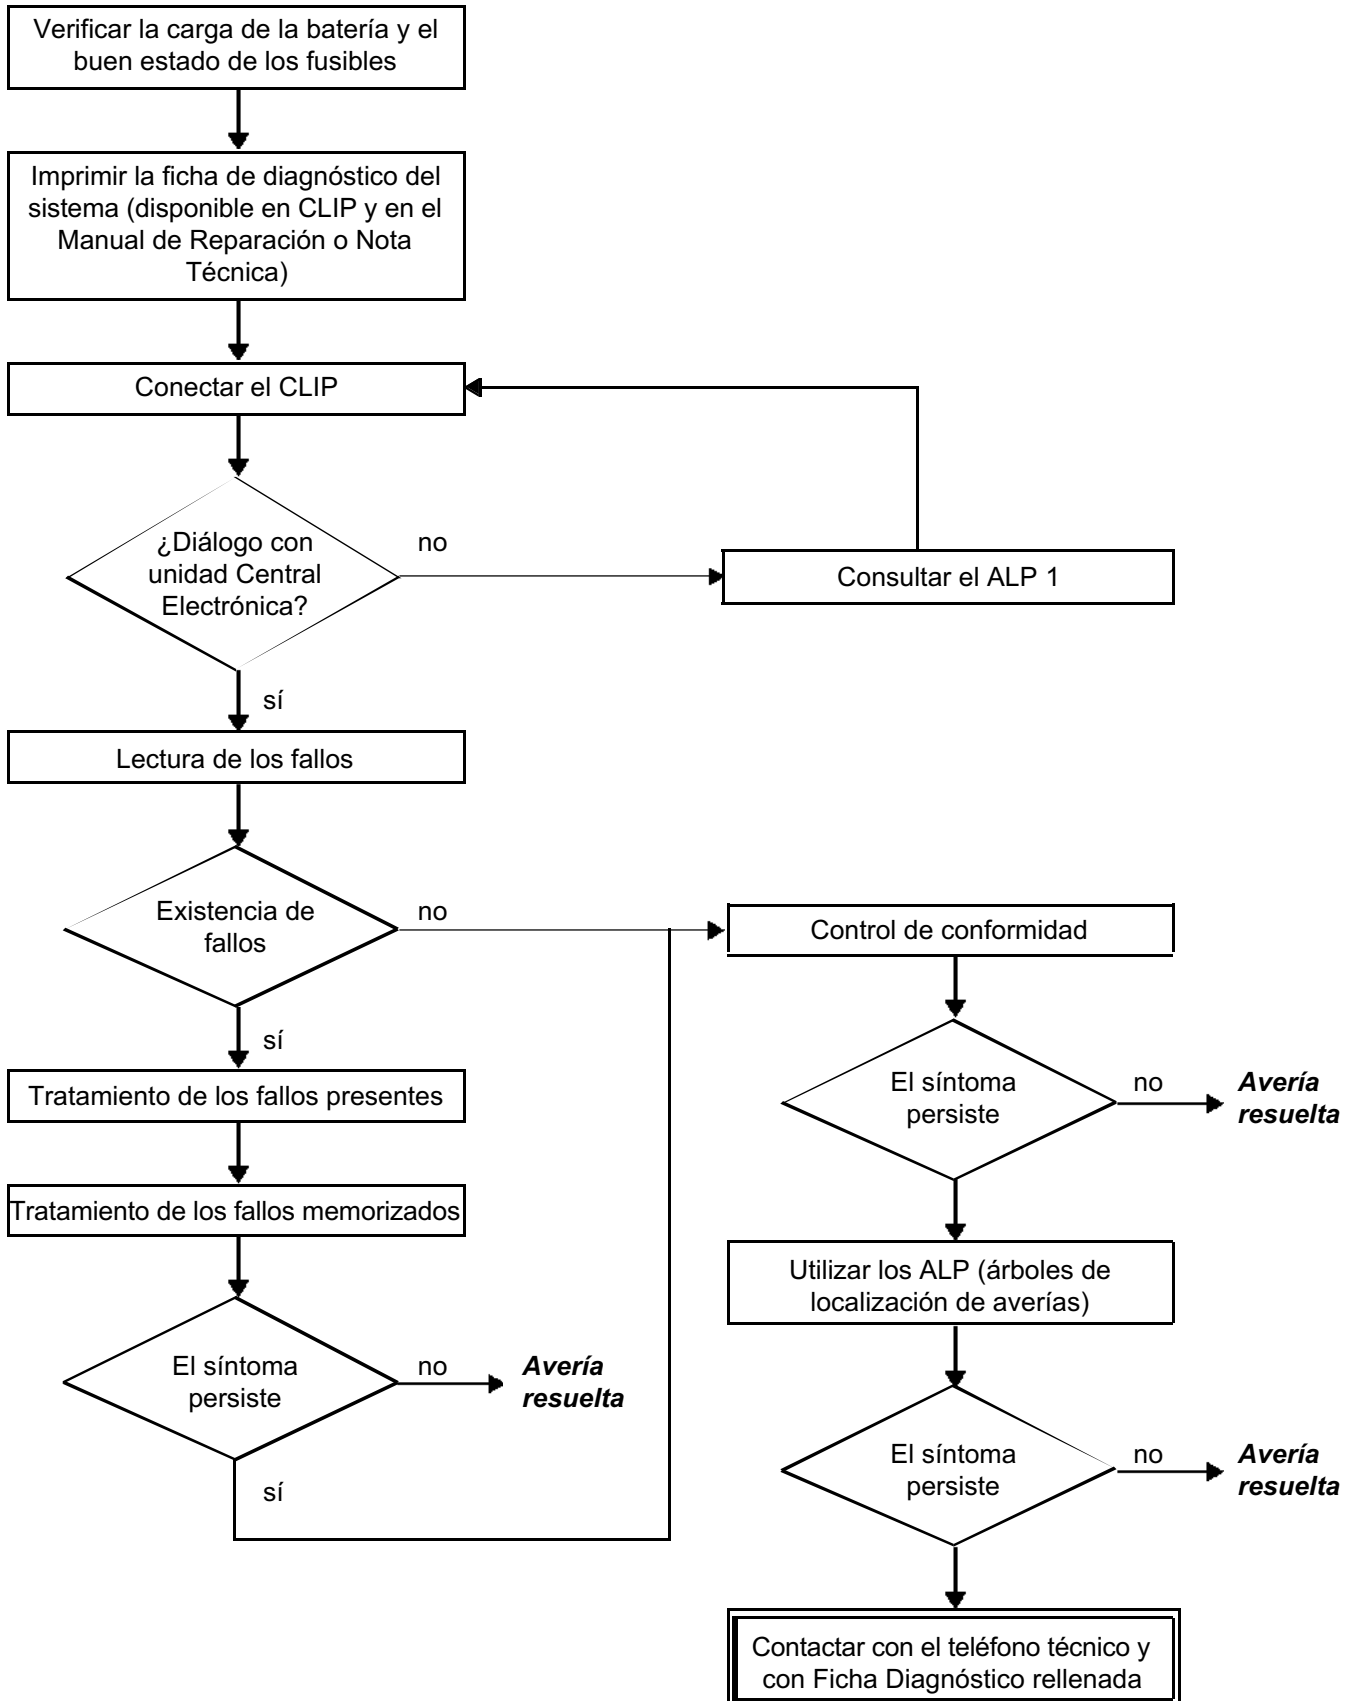 Verificar la carga de la batería y el
buen estado de los fusibles
Imprimir la ficha de diagnóstico del
sistema (disponible en CLIP y en el
Manual de Reparación o Nota
Técnica)
Conectar el CLIP
¿Diálogo con
unidad Central
Electrónica?
no
Consultar el ALP 1
sí
Lectura de los fallos
Existencia de
fallos
no
sí
Tratamiento de los fallos presentes
Tratamiento de los fallos memorizados
El síntoma
persiste
no
Avería
resuelta
sí
Control de conformidad
El síntoma
persiste
no
Avería
resuelta
Utilizar los ALP (árboles de
localización de averías)
El síntoma
persiste
no
Avería
resuelta
Contactar con el teléfono técnico y
con Ficha Diagnóstico rellenada